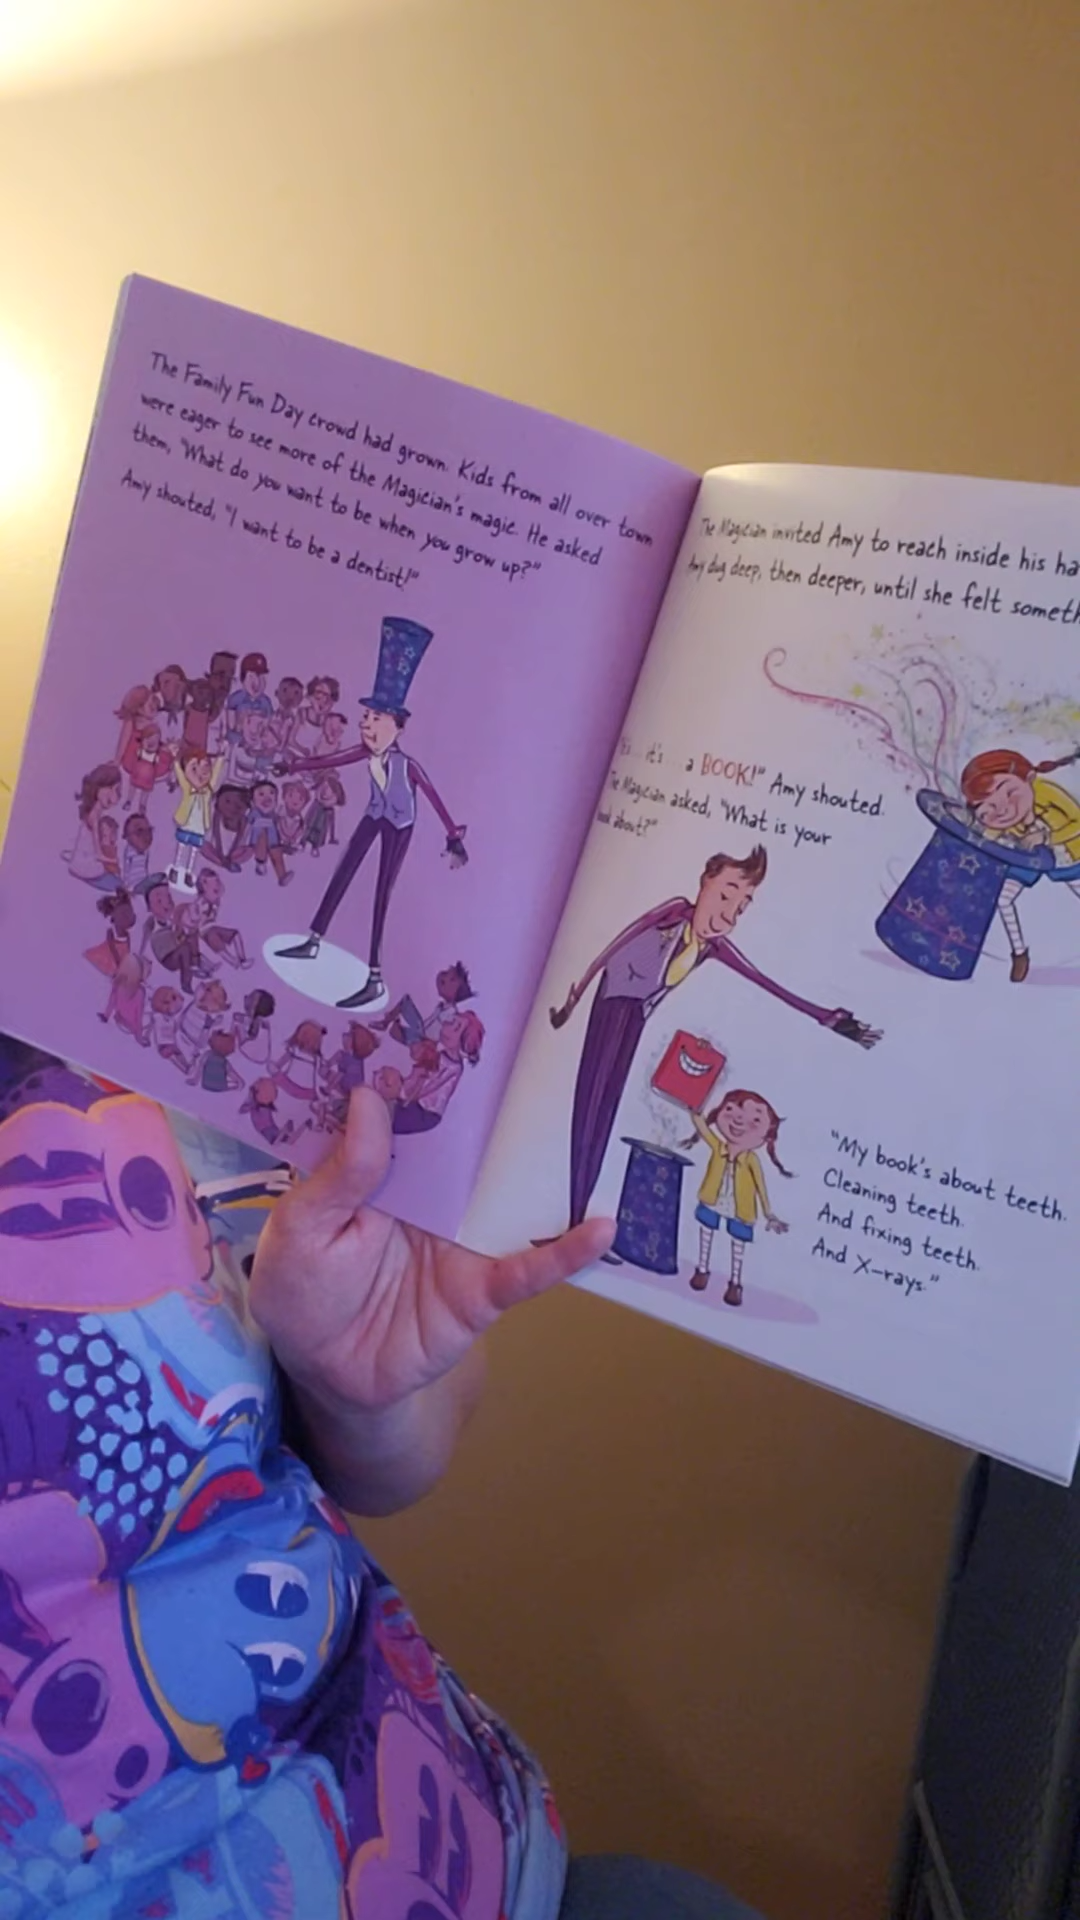 The Family Fun Day crowd had grown. Kids from all over town
were eager to see more of the Magician's magic. He asked
them, "What do you want to be when you grow up?"
Amy shouted, "I want to be a dentist!"
The Magician invited Amy to reach inside his
Amy dug deep, then deeper, until she felt
it's... a BOOK!" Amy shouted.
The Magician asked, "What is your
book about?"
"My book's about teeth.
Cleaning teeth.
And fixing teeth.
And X-rays."